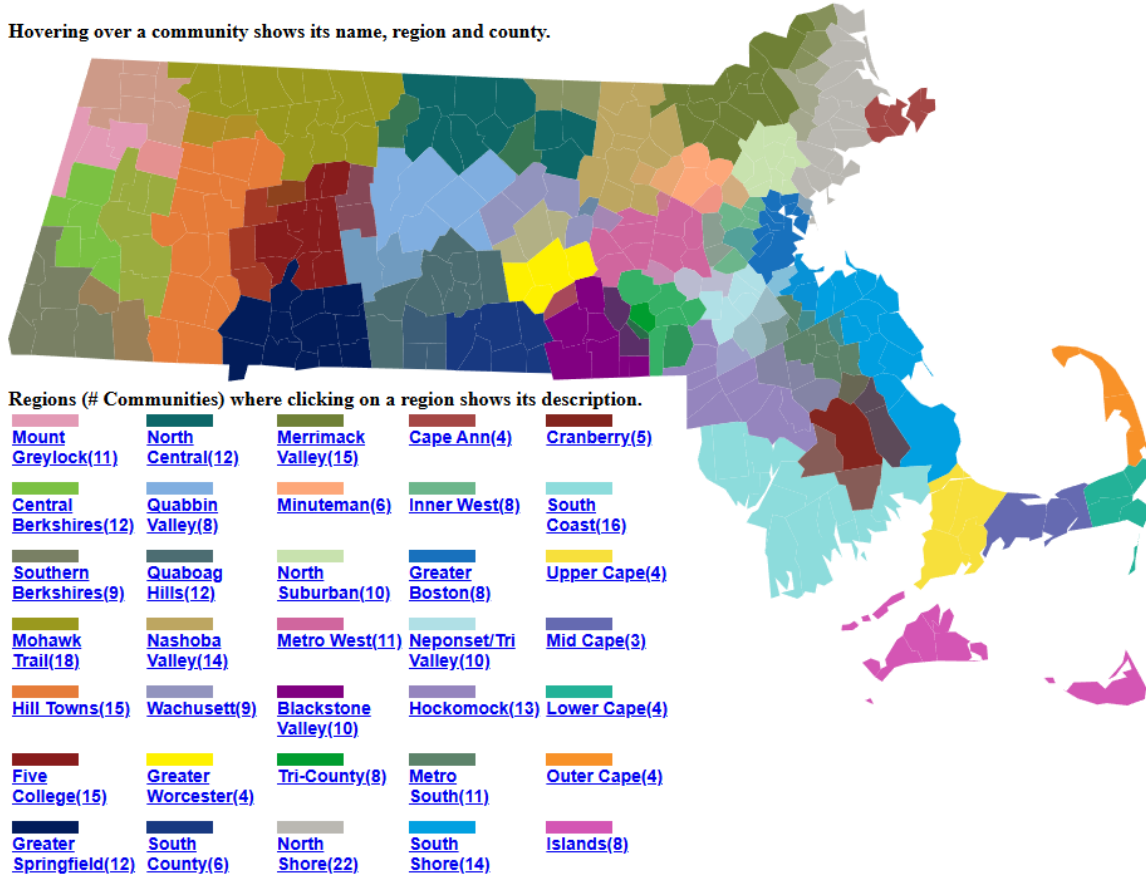 Hovering over a community shows its name, region and county.
Regions (# Communities) where clicking on a region shows its description.
Mount
Greylock(11)
North
Central(12)
Merrimack
Valley(15)
Cape Ann(4)
Cranberry(5)
Central
Berkshires(12)
Quabbin
Valley(8)
Minuteman(6)
Inner West(8)
South
Coast(16)
Southern
Berkshires(9)
Quaboag
Hills(12)
North
Suburban(10)
Greater
Boston(8)
Upper Cape(4)
Mohawk
Trail(18)
Nashoba
Valley(14)
Metro West(11)
Neponset/Tri
Valley(10)
Mid Cape(3)
Hill Towns(15)
Wachusett(9)
Blackstone
Valley(10)
Hockomock(13)
Lower Cape(4)
Five
College(15)
Greater
Worcester(4)
Tri-County(8)
Metro
South(11)
Outer Cape(4)
Greater
Springfield(12)
South
County(6)
North
Shore(22)
South
Shore(14)
Islands(8)